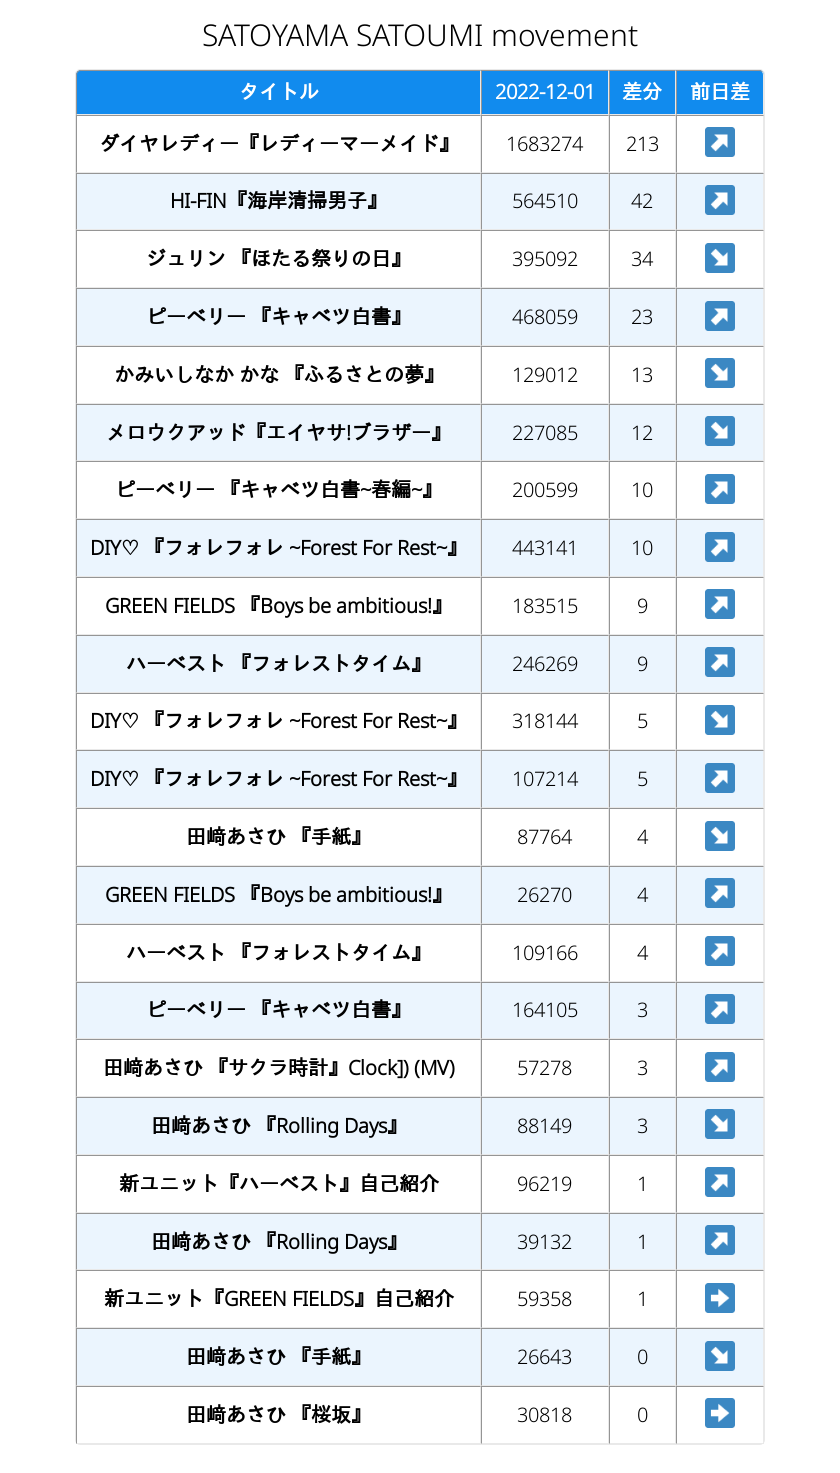 SATOYAMA SATOUMI movement
タイトル 2022-12-01 差分 前日差
ダイヤレディー『レディーマーメイド』 1683274 213 ↗
HI-FIN『海岸清掃男子』 564510 42 ↗
ジュリン 『ほたる祭りの日』 395092 34 ↘
ピーベリー 『キャベツ白書』 468059 23 ↗
かみいしなか かな 『ふるさとの夢』 129012 13 ↘
メロウクアッド『エイヤサ!ブラザー』 227085 12 ↘
ピーベリー 『キャベツ白書~春編~』 200599 10 ↗
DIY♡ 『フォレフォレ ~Forest For Rest~』 443141 10 ↗
GREEN FIELDS 『Boys be ambitious!』 183515 9 ↗
ハーベスト 『フォレストタイム』 246269 9 ↗
DIY♡ 『フォレフォレ ~Forest For Rest~』 318144 5 ↘
DIY♡ 『フォレフォレ ~Forest For Rest~』 107214 5 ↗
田﨑あさひ 『手紙』 87764 4 ↘
GREEN FIELDS 『Boys be ambitious!』 26270 4 ↗
ハーベスト 『フォレストタイム』 109166 4 ↗
ピーベリー 『キャベツ白書』 164105 3 ↗
田﨑あさひ 『サクラ時計』Clock]) (MV) 57278 3 ↗
田﨑あさひ 『Rolling Days』 88149 3 ↘
新ユニット『ハーベスト』自己紹介 96219 1 ↗
田﨑あさひ 『Rolling Days』 39132 1 ↗
新ユニット『GREEN FIELDS』自己紹介 59358 1 →
田﨑あさひ 『手紙』 26643 0 ↘
田﨑あさひ 『桜坂』 30818 0 →